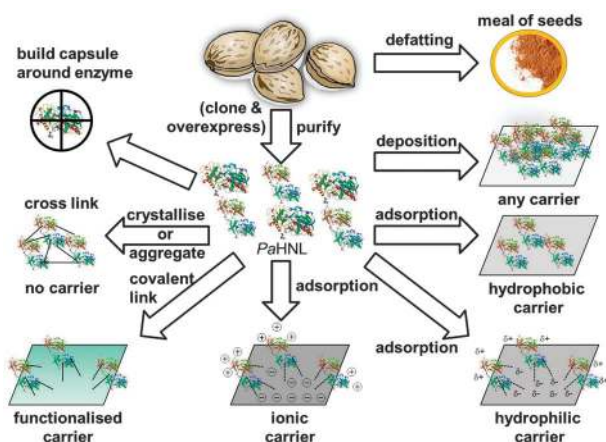 meal of seeds
defatting
build capsule
around enzyme
(clone &
overexpress)
purify
deposition
any carrier
cross link
crystallise
or
aggregate
PaHNL
adsorption
no carrier
covalent
link
adsorption
hydrophobic
carrier
adsorption
functionalised
carrier
ionic
carrier
hydrophilic
carrier
+ + + + + + + +
− − − − − − − −
δ+ δ+ δ+ δ+ δ+ δ+
δ- δ- δ- δ- δ- δ-